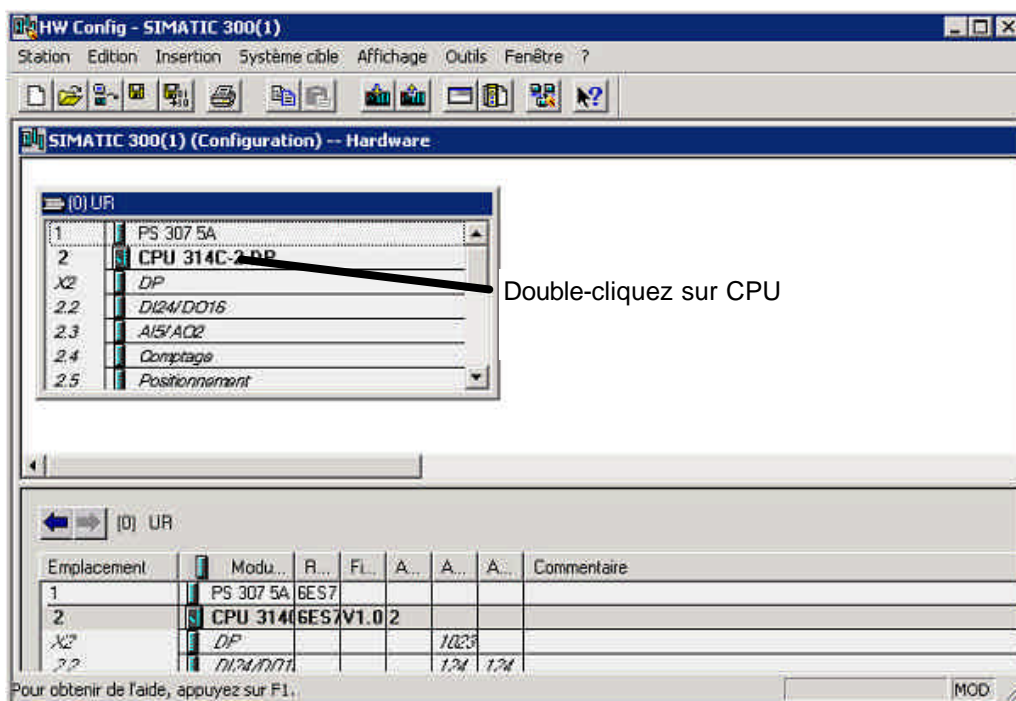 HW Config - SIMATIC 300(1)
Station Edition Insertion Système cible Affichage Outils Fenêtre ?
SIMATIC 300(1) (Configuration) -- Hardware
(0) UR
1 PS 307 5A
2 CPU 314C-2 DP
X2 DP
2.2 DI24/DO16
2.3 AI5/AO2
2.4 Comptage
2.5 Positionnement
Double-cliquez sur CPU
(0) UR
Emplacement Modu... R... Fi... A... A... A... Commentaire
1 PS 307 5A 6ES7
2 CPU 314C 6ES7 V1.0 2
X2 DP 1023
2.2 DI24/DO1 124 124
Pour obtenir de l'aide, appuyez sur F1. MOD